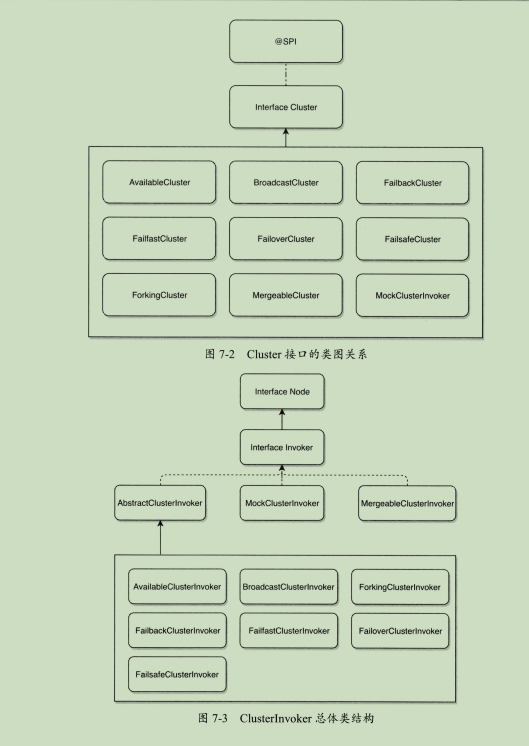 @SPI
Interface Cluster
AvailableCluster
BroadcastCluster
FailbackCluster
FailfastCluster
FailoverCluster
FailsafeCluster
ForkingCluster
MergeableCluster
MockClusterInvoker
图 7-2 Cluster 接口的类图关系
Interface Node
Interface Invoker
AbstractClusterInvoker
MockClusterInvoker
MergeableClusterInvoker
AvailableClusterInvoker
BroadcastClusterInvoker
ForkingClusterInvoker
FailbackClusterInvoker
FailfastClusterInvoker
FailoverClusterInvoker
FailsafeClusterInvoker
图 7-3 ClusterInvoker 总体类结构